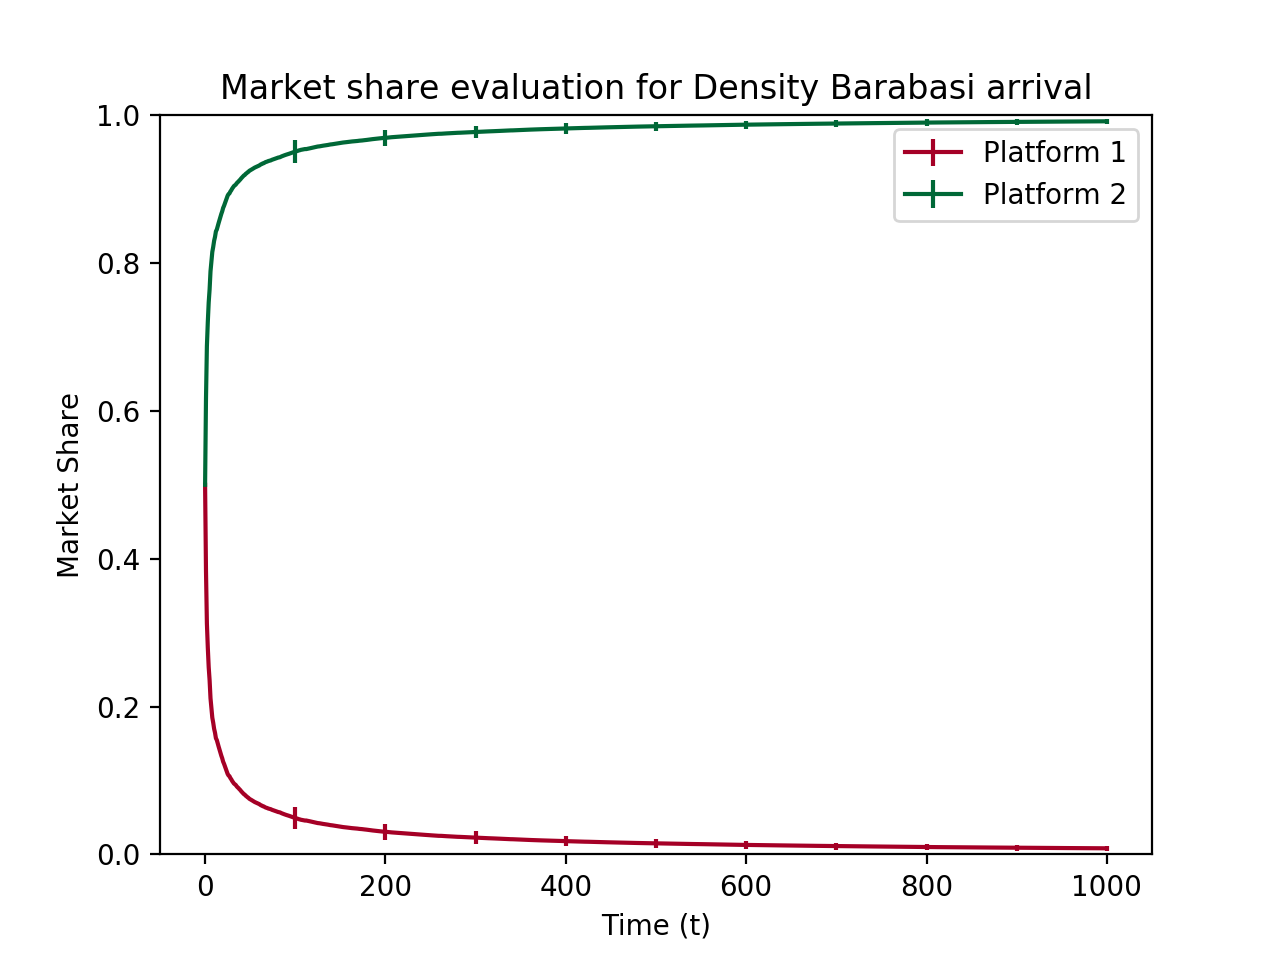 Market share evaluation for Density Barabasi arrival
1.0
0.8
0.6
0.4
0.2
0.0
Market Share
Platform 1
Platform 2
0 200 400 600 800 1000
Time (t)